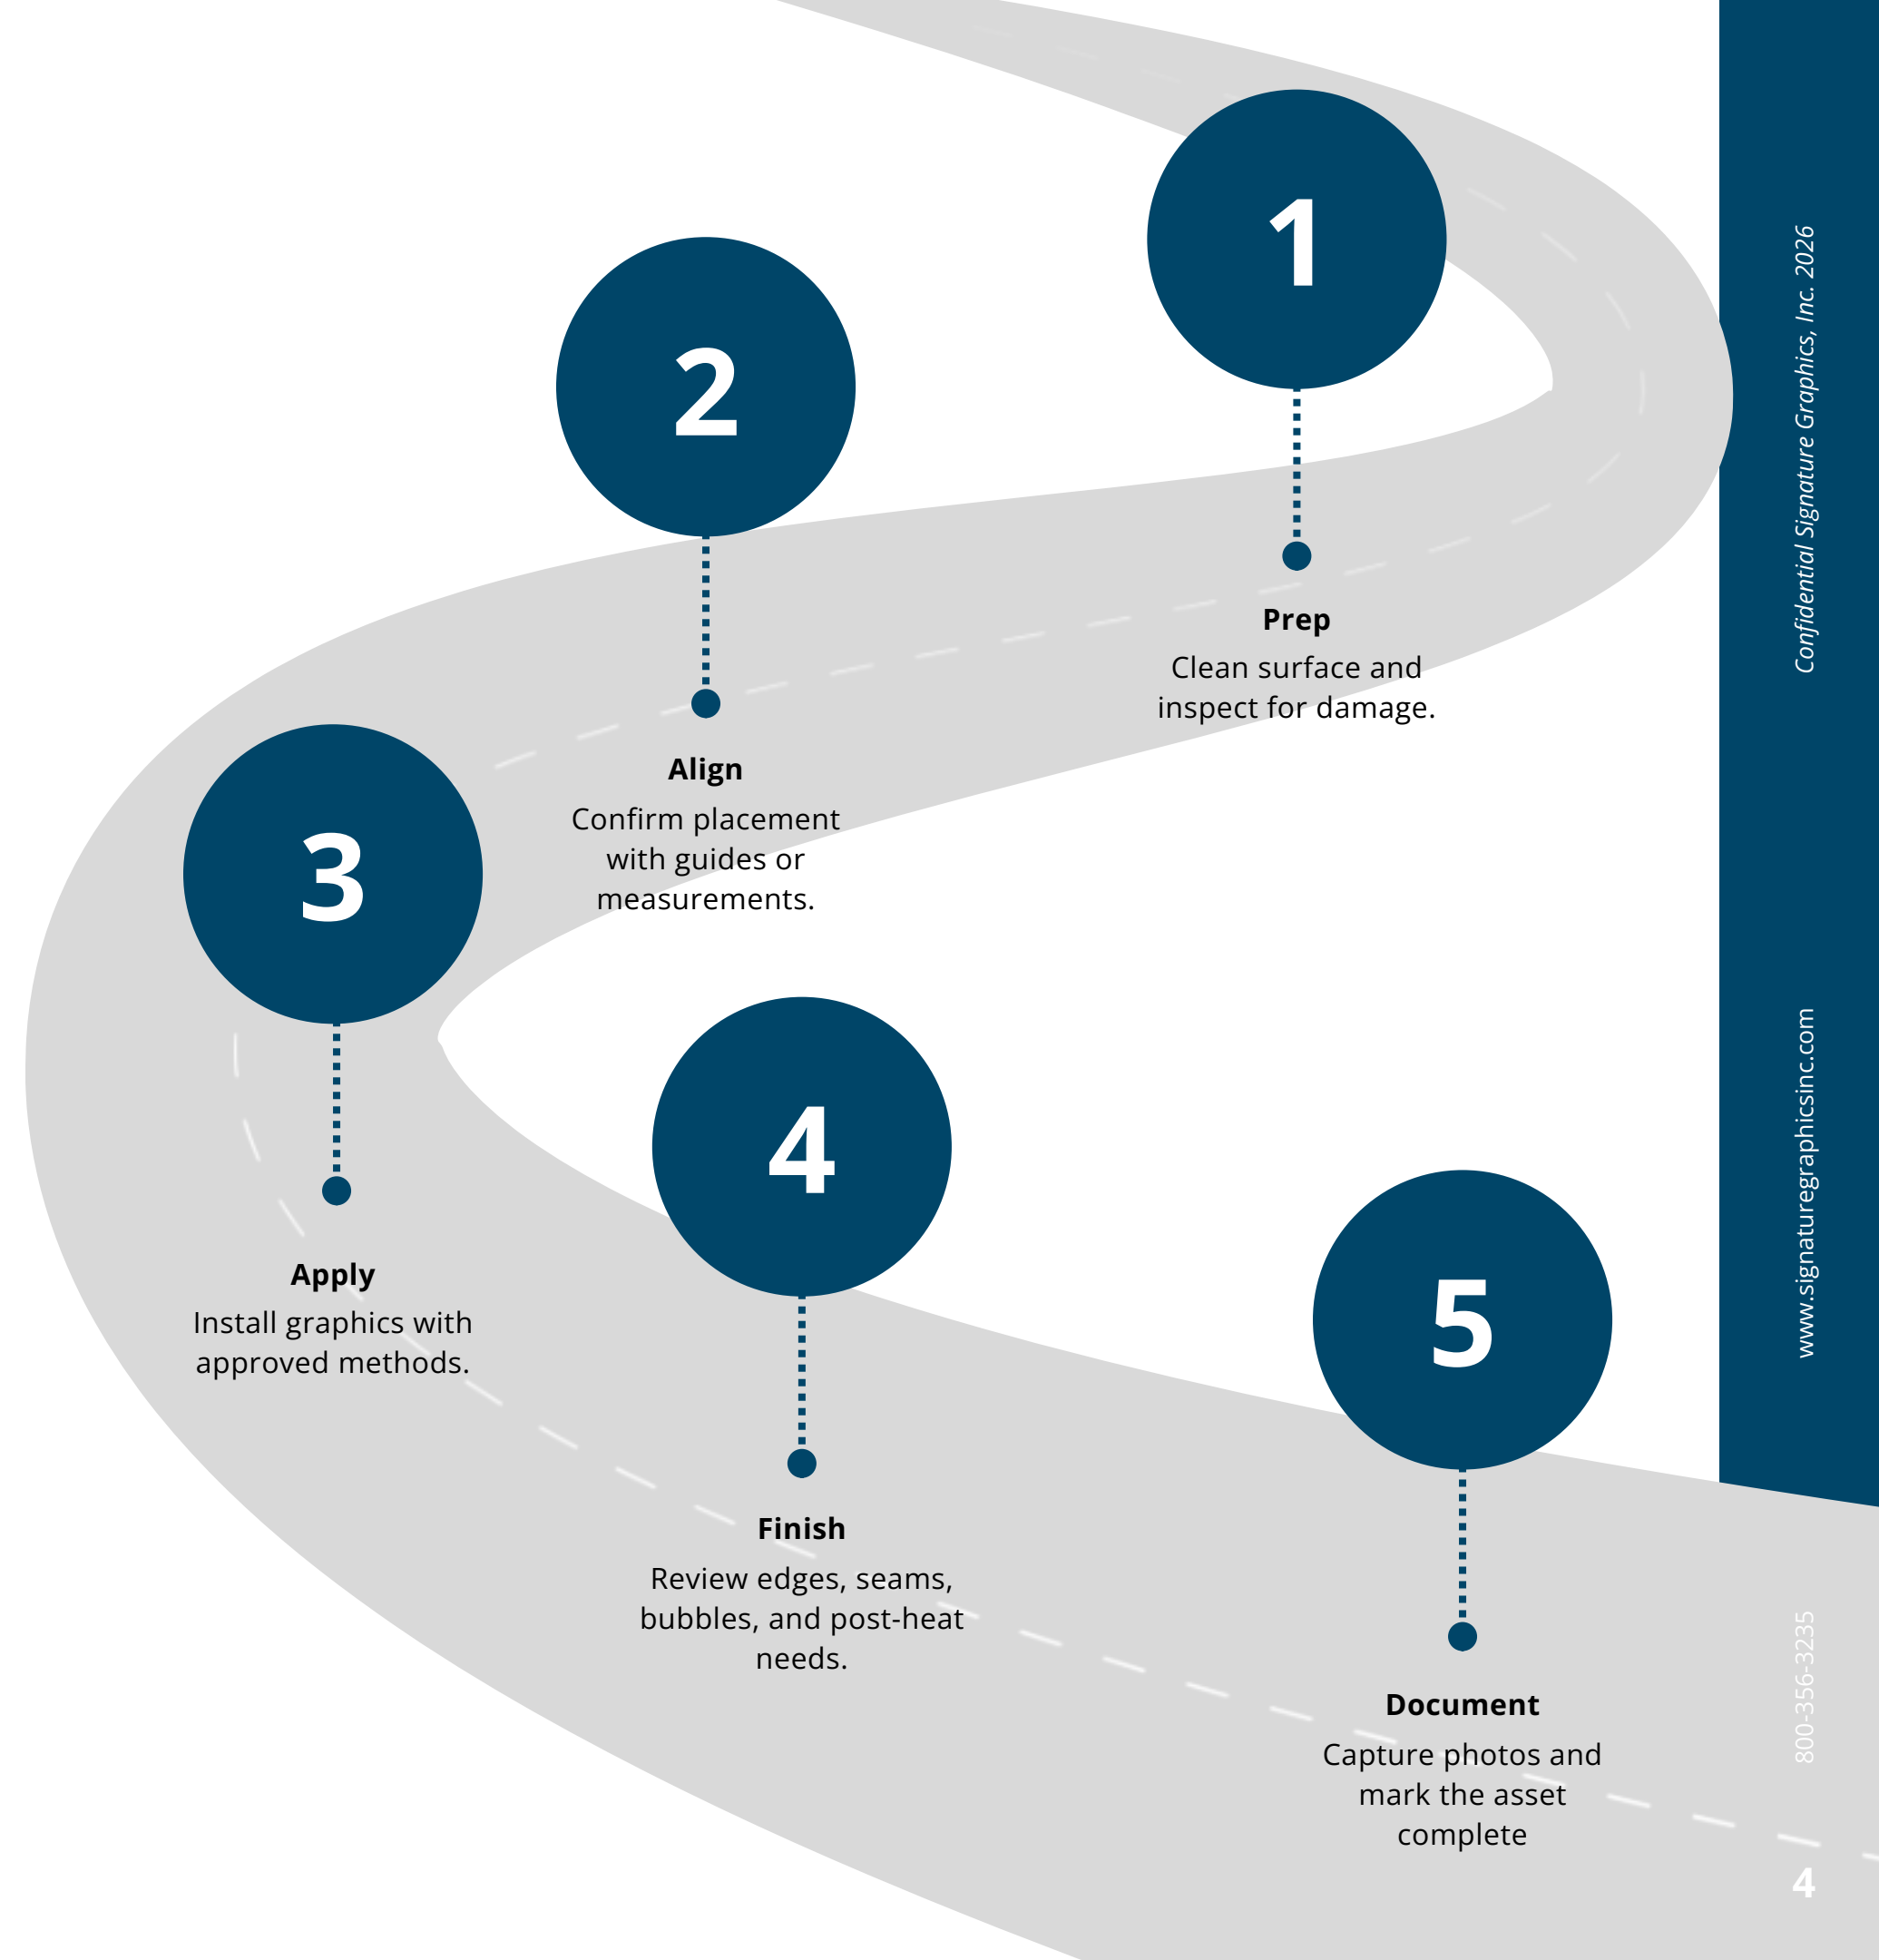 1
Prep
Clean surface and
inspect for damage.
2
Align
Confirm placement
with guides or
measurements.
3
Apply
Install graphics with
approved methods.
4
Finish
Review edges, seams,
bubbles, and post-heat
needs.
5
Document
Capture photos and
mark the asset
complete
Confidential Signature Graphics, Inc. 2026
www.signaturegraphicsinc.com
800-356-3235
4